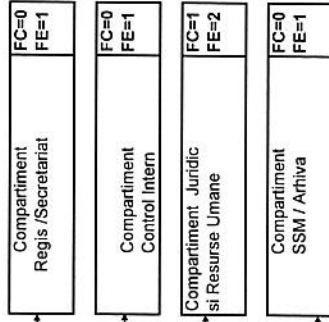 Compartiment
Regis /Secretariat
FC=0
FE=1
Compartiment
Control Intern
FC=0
FE=1
Compartiment Juridic
si Resurse Umane
FC=1
FE=2
Compartiment
SSM / Arhiva
FC=0
FE=1